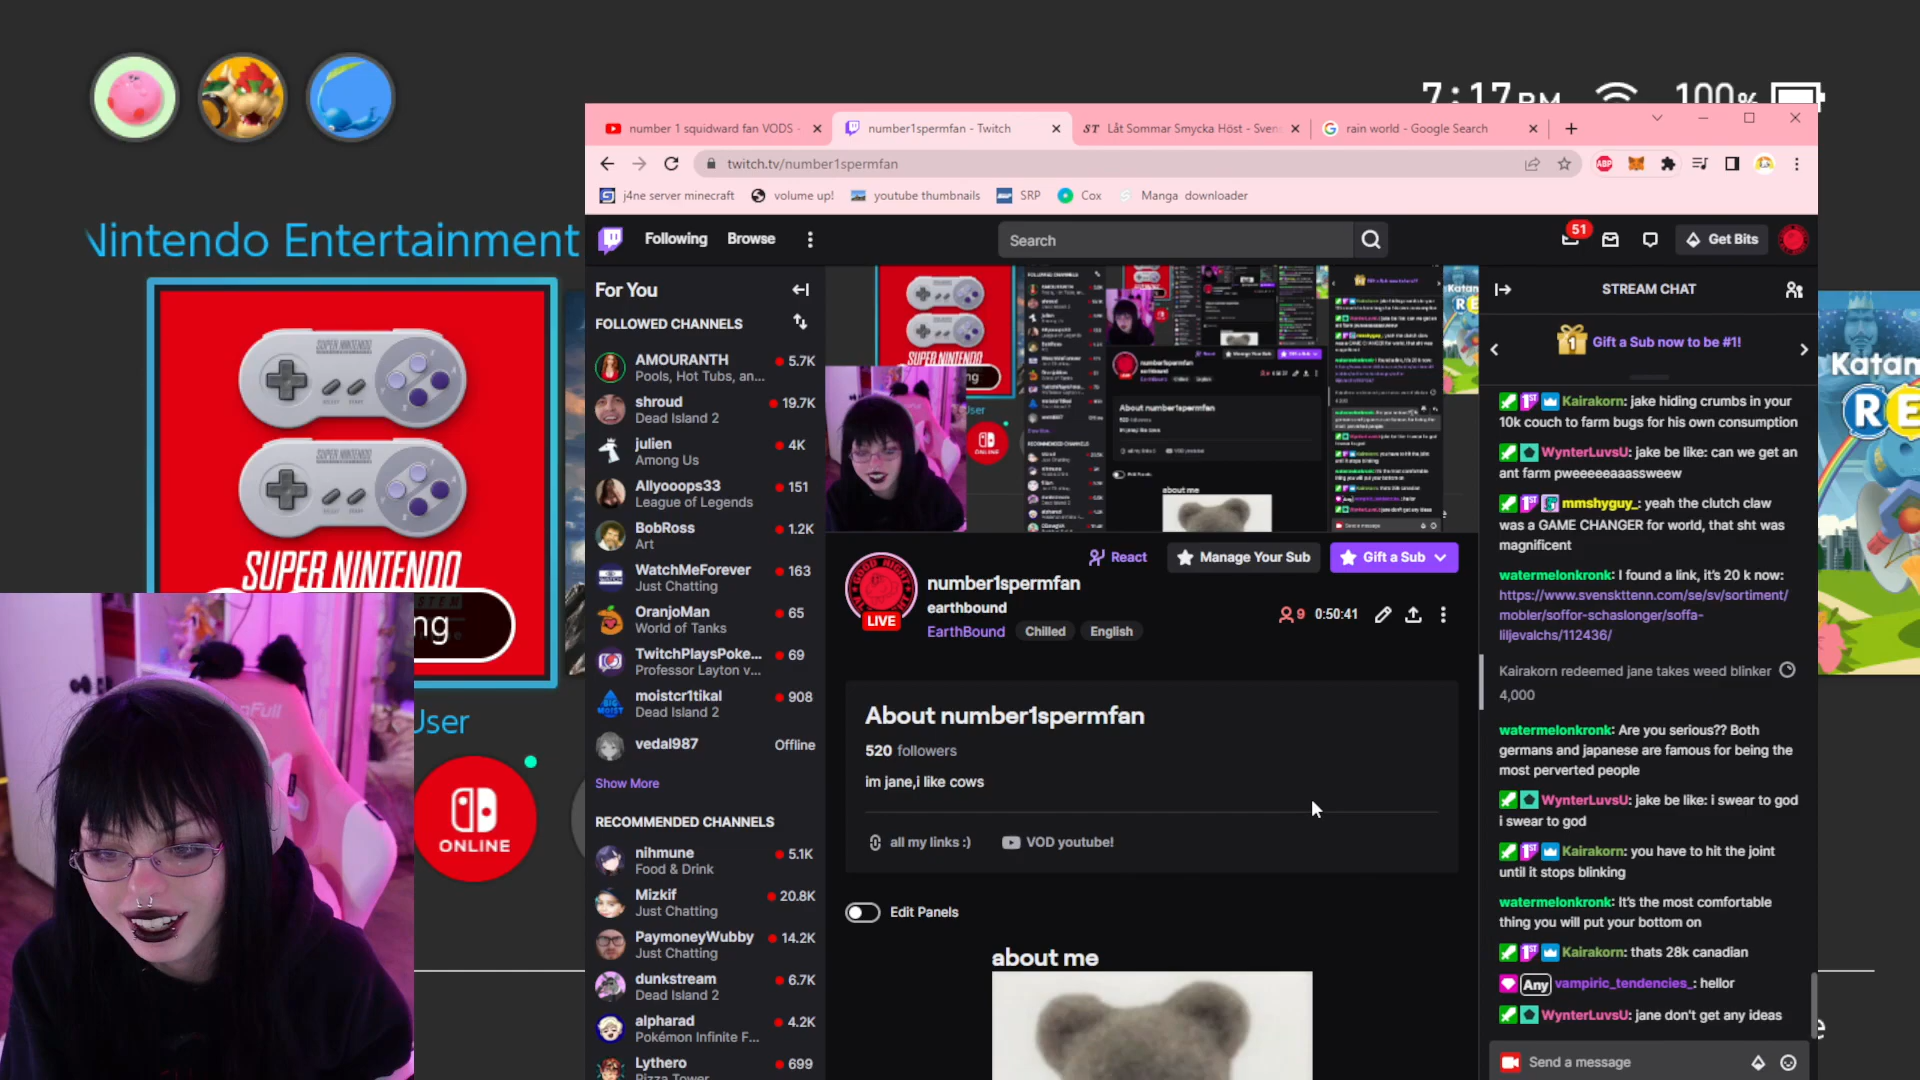 7:17 PM 100%
number 1 squidward fan VODS -
number1spermfan - Twitch
ST Låt Sommar Smycka Höst - Sven
rain world - Google Search
twitch.tv/number1spermfan
ABP
j4ne server minecraft
volume up!
youtube thumbnails
SRP
Cox
Manga downloader
Nintendo Entertainment
Following
Browse
Search
51
Get Bits
SUPER NINTENDO
ng
User
ONLINE
For You
FOLLOWED CHANNELS
AMOURANTH 5.7K
Pools, Hot Tubs, an...
shroud 19.7K
Dead Island 2
julien 4K
Among Us
Allyooops33 151
League of Legends
BobRoss 1.2K
Art
WatchMeForever 163
Just Chatting
OranjoMan 65
World of Tanks
TwitchPlaysPoke... 69
Professor Layton v...
moistcr1tikal 908
Dead Island 2
vedal987 Offline
Show More
RECOMMENDED CHANNELS
nihmune 5.1K
Food & Drink
Mizkif 20.8K
Just Chatting
PaymoneyWubby 14.2K
Just Chatting
dunkstream 6.7K
Dead Island 2
alpharad 4.2K
Pokémon Infinite F...
Lythero 699
Pizza Tower
React
Manage Your Sub
Gift a Sub
LIVE
number1spermfan
earthbound
EarthBound Chilled English
9 0:50:41
About number1spermfan
520 followers
im jane,i like cows
all my links :)
VOD youtube!
Edit Panels
about me
STREAM CHAT
1 Gift a Sub now to be #1!
Kairakorn: jake hiding crumbs in your
10k couch to farm bugs for his own consumption
WynterLuvsU: jake be like: can we get an
ant farm pweeeeeaaassweew
mmshyguy_: yeah the clutch claw
was a GAME CHANGER for world, that sht was
magnificent
watermelonkronk: I found a link, it's 20 k now:
https://www.svenskttenn.com/se/sv/sortiment/
mobler/soffor-schaslonger/soffa-
liljevalchs/112436/
Kairakorn redeemed jane takes weed blinker
4,000
watermelonkronk: Are you serious?? Both
germans and japanese are famous for being the
most perverted people
WynterLuvsU: jake be like: i swear to god
i swear to god
Kairakorn: you have to hit the joint
until it stops blinking
watermelonkronk: It's the most comfortable
thing you will put your bottom on
Kairakorn: thats 28k canadian
Any vampiric_tendencies_: hellor
WynterLuvsU: jane don't get any ideas
Send a message
Katam
RE